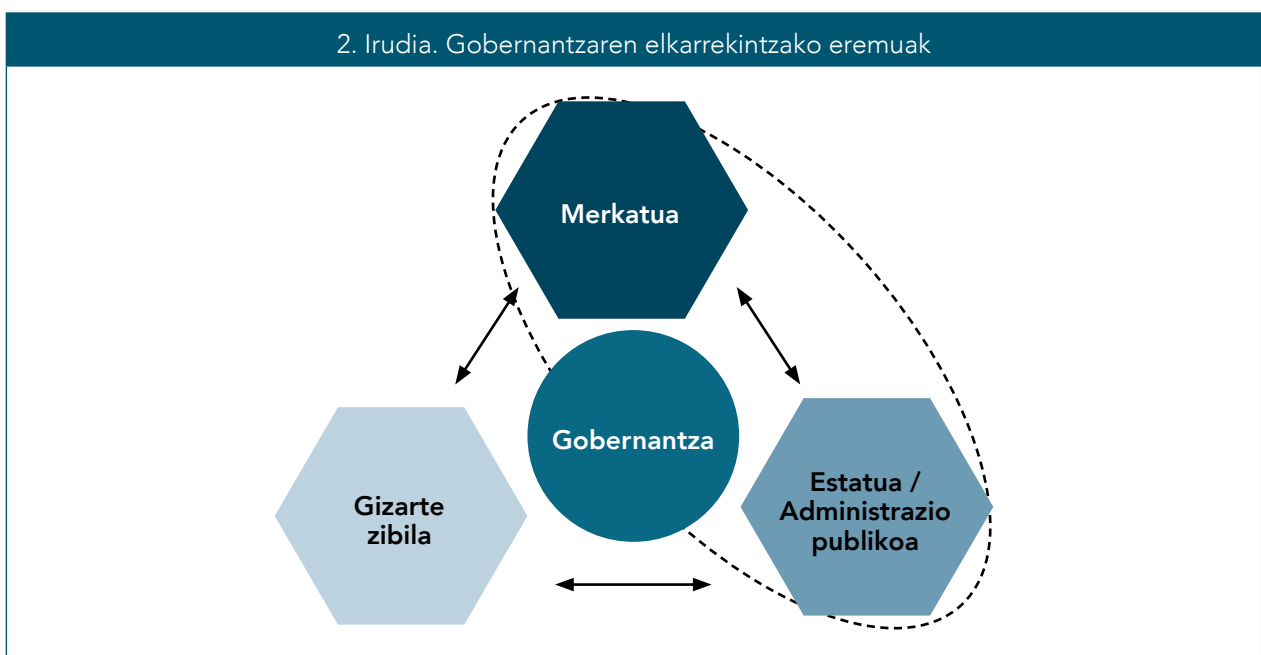 2. Irudia. Gobernantzaren elkarrekintzako eremuak
Merkatua
Gobernantza
Gizarte
zibila
Estatua /
Administrazio
publikoa